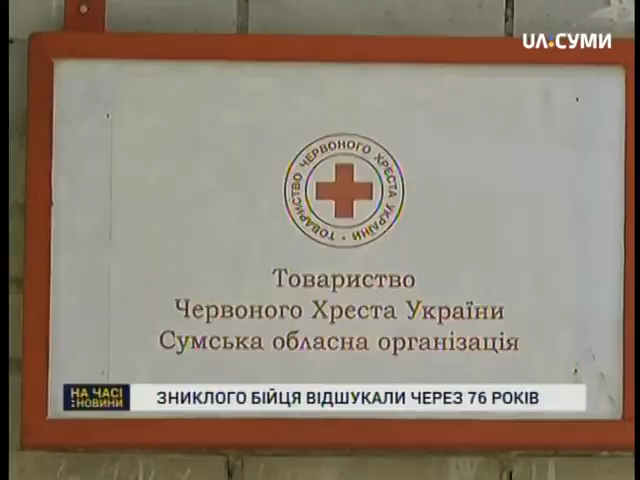 UA:СУМИ
ТОВАРИСТВО ЧЕРВОНОГО ХРЕСТА УКРАЇНИ
Товариство
Червоного Хреста України
Сумська обласна організація
НА ЧАСІ
:НОВИНИ
ЗНИКЛОГО БІЙЦЯ ВІДШУКАЛИ ЧЕРЕЗ 76 РОКІВ